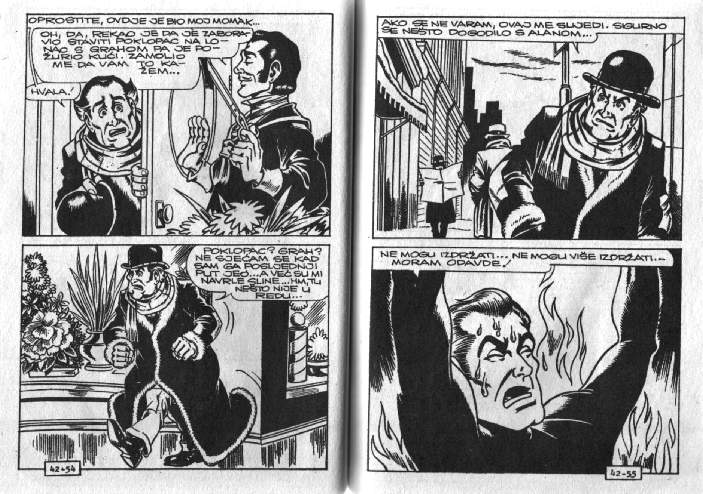 OPROSTITE, OVDJE JE BIO MOJ MOMAK...
OH, DA, REKAO JE DA JE ZABORA-
VIO STAVITI POKLOPAC NA LO-
NAC S GRAHOM PA JE PO-
ŽURIO KUĆI. ZAMOLIO
ME DA VAM TO KA-
ŽEM...
HVALA.!
POKLOPAC? GRAH?
NE SJEĆAM SE KAD
SAM GA POSLJEDNJI
PUT JEO...A VEĆ SU MI
NAVRLE SLINE...HM,TU
NEŠTO NIJE U
REDU...
42-54
AKO SE NE VARAM, OVAJ ME SLIJEDI. SIGURNO
SE NEŠTO DOGODILO S ALANOM...
NE MOGU IZDRŽATI... NE MOGU VIŠE IZDRŽATI...
MORAM ODAVDE!
42-55